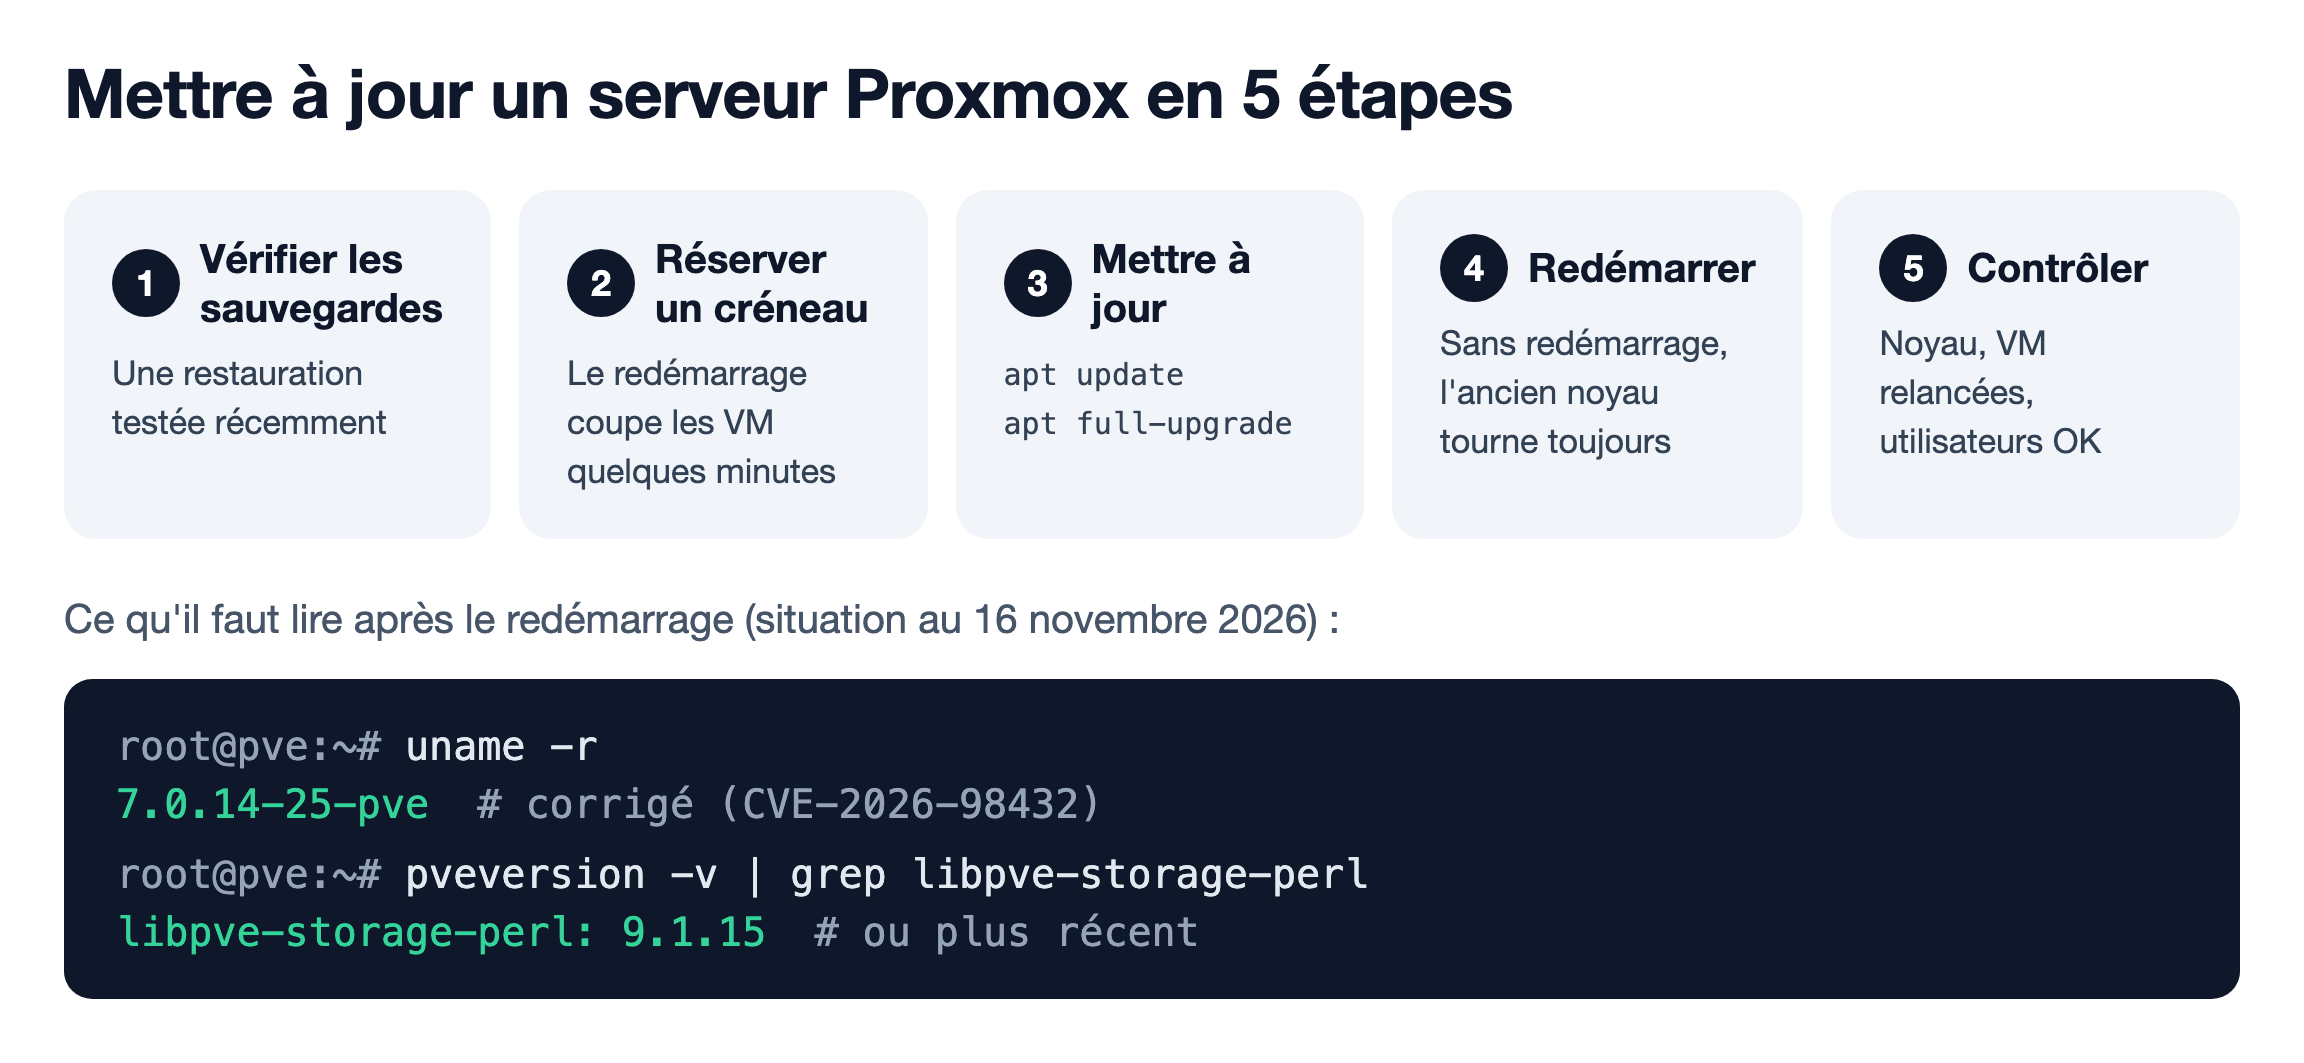 Mettre à jour un serveur Proxmox en 5 étapes
1
Vérifier les
sauvegardes
Une restauration
testée récemment
2
Réserver
un créneau
Le redémarrage
coupe les VM
quelques minutes
3
Mettre à
jour
apt update
apt full-upgrade
4
Redémarrer
Sans redémarrage,
l'ancien noyau
tourne toujours
5
Contrôler
Noyau, VM
relancées,
utilisateurs OK
Ce qu'il faut lire après le redémarrage (situation au 16 novembre 2026) :
root@pve:~# uname -r
7.0.14-25-pve  # corrigé (CVE-2026-98432)
root@pve:~# pveversion -v | grep libpve-storage-perl
libpve-storage-perl: 9.1.15  # ou plus récent